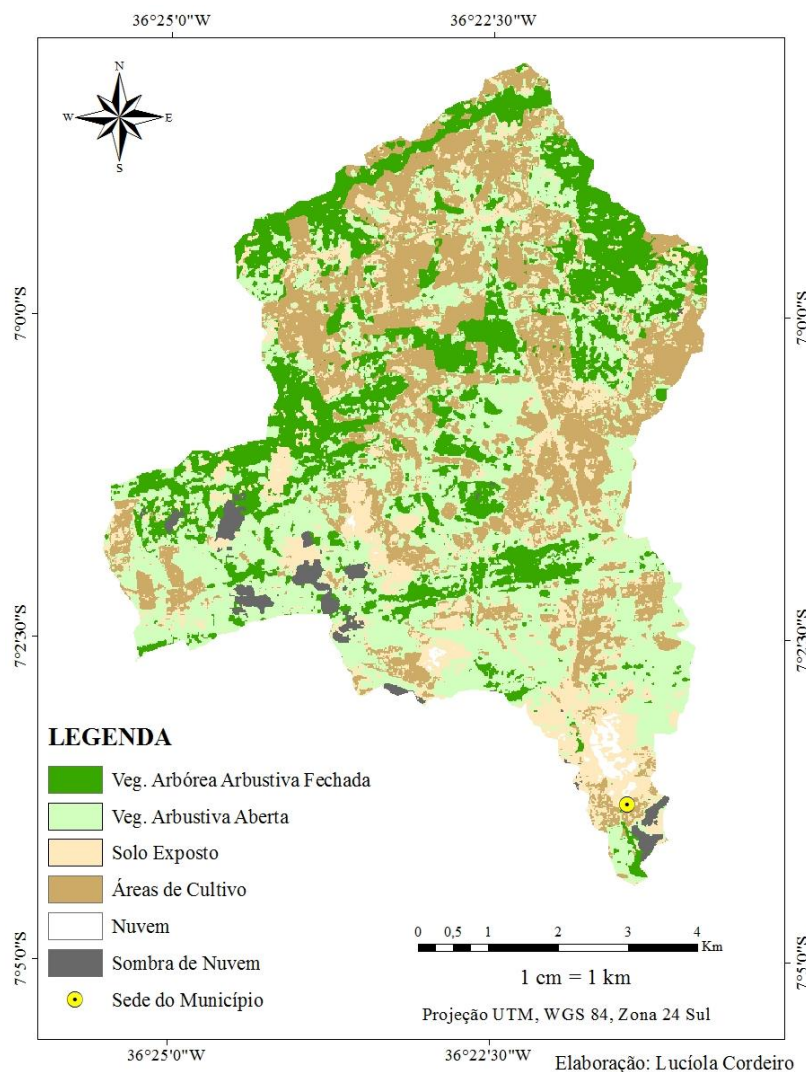 36°25'0"W
36°22'30"W
N
W
E
S
7°0'0"S
7°0'0"S
7°2'30"S
7°2'30"S
LEGENDA
Veg. Arbórea Arbustiva Fechada
Veg. Arbustiva Aberta
Solo Exposto
Áreas de Cultivo
Nuvem
Sombra de Nuvem
Sede do Município
0 0,5 1 2 3 4
Km
1 cm = 1 km
Projeção UTM, WGS 84, Zona 24 Sul
7°5'0"S
7°5'0"S
36°25'0"W
36°22'30"W
Elaboração: Lucíola Cordeiro